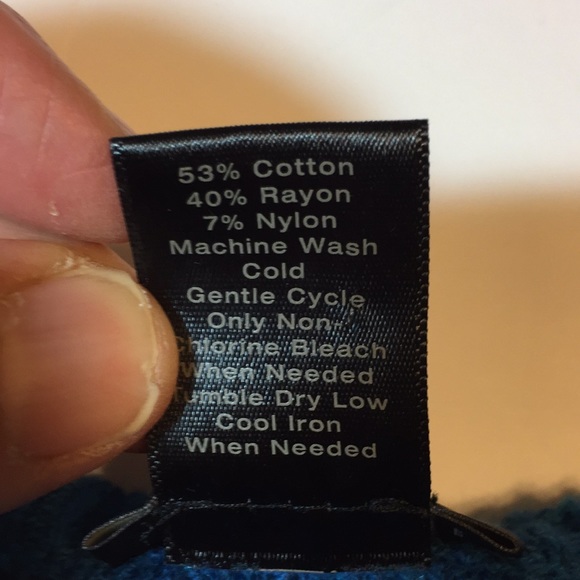 53% Cotton
40% Rayon
7% Nylon
Machine Wash
Cold
Gentle Cycle
Only Non-
Chlorine Bleach
When Needed
Tumble Dry Low
Cool Iron
When Needed